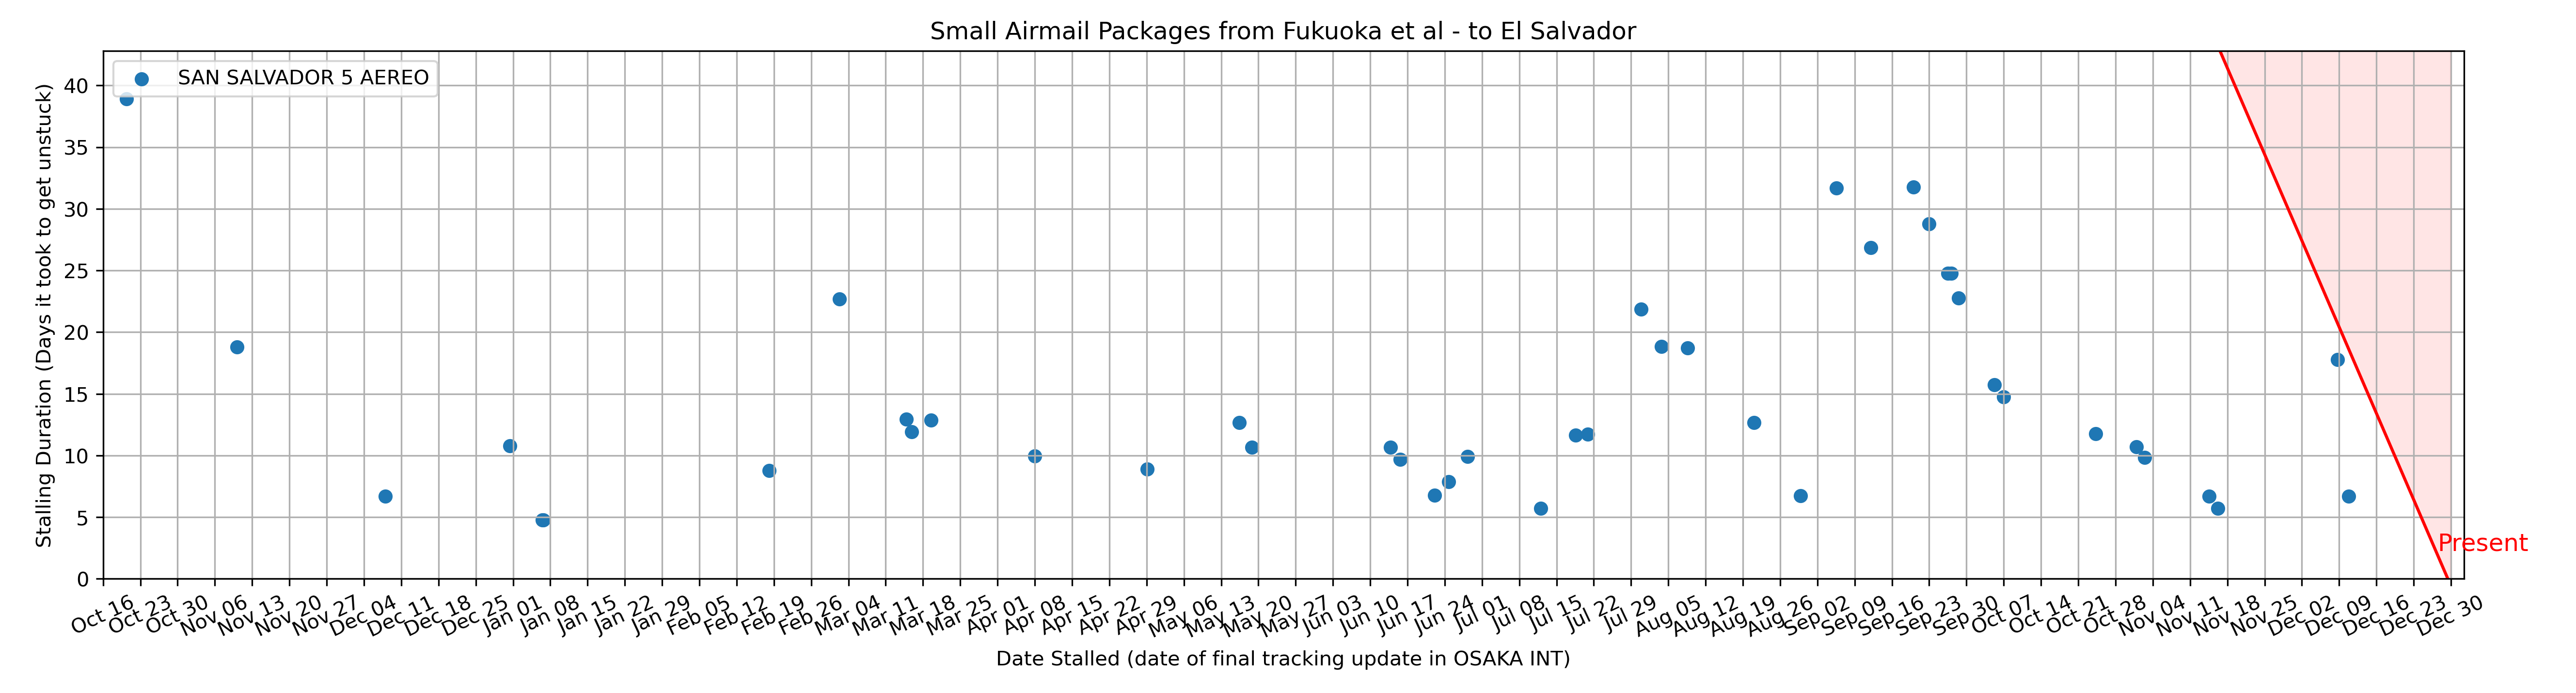 Small Airmail Packages from Fukuoka et al - to El Salvador
SAN SALVADOR 5 AEREO
Stalling Duration (Days it took to get unstuck)
40
35
30
25
20
15
10
5
0
Present
Oct 16
Oct 23
Oct 30
Nov 06
Nov 13
Nov 20
Nov 27
Dec 04
Dec 11
Dec 18
Dec 25
Jan 01
Jan 08
Jan 15
Jan 22
Jan 29
Feb 05
Feb 12
Feb 19
Feb 26
Mar 04
Mar 11
Mar 18
Mar 25
Apr 01
Apr 08
Apr 15
Apr 22
Apr 29
May 06
May 13
May 20
May 27
Jun 03
Jun 10
Jun 17
Jun 24
Jul 01
Jul 08
Jul 15
Jul 22
Jul 29
Aug 05
Aug 12
Aug 19
Aug 26
Sep 02
Sep 09
Sep 16
Sep 23
Sep 30
Oct 07
Oct 14
Oct 21
Oct 28
Nov 04
Nov 11
Nov 18
Nov 25
Dec 02
Dec 09
Dec 16
Dec 23
Dec 30
Date Stalled (date of final tracking update in OSAKA INT)